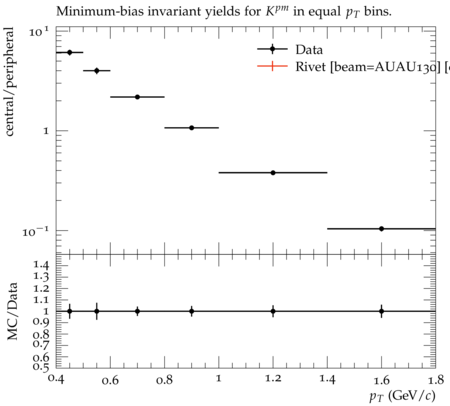 Minimum-bias invariant yields for K^{pm} in equal p_T bins.
central/peripheral
10^1
1
10^{-1}
Data
Rivet [beam=AUAU130] [
MC/Data
1.4
1.3
1.2
1.1
1
0.9
0.8
0.7
0.6
0.5
0.4 0.6 0.8 1 1.2 1.4 1.6 1.8
p_T (GeV/c)